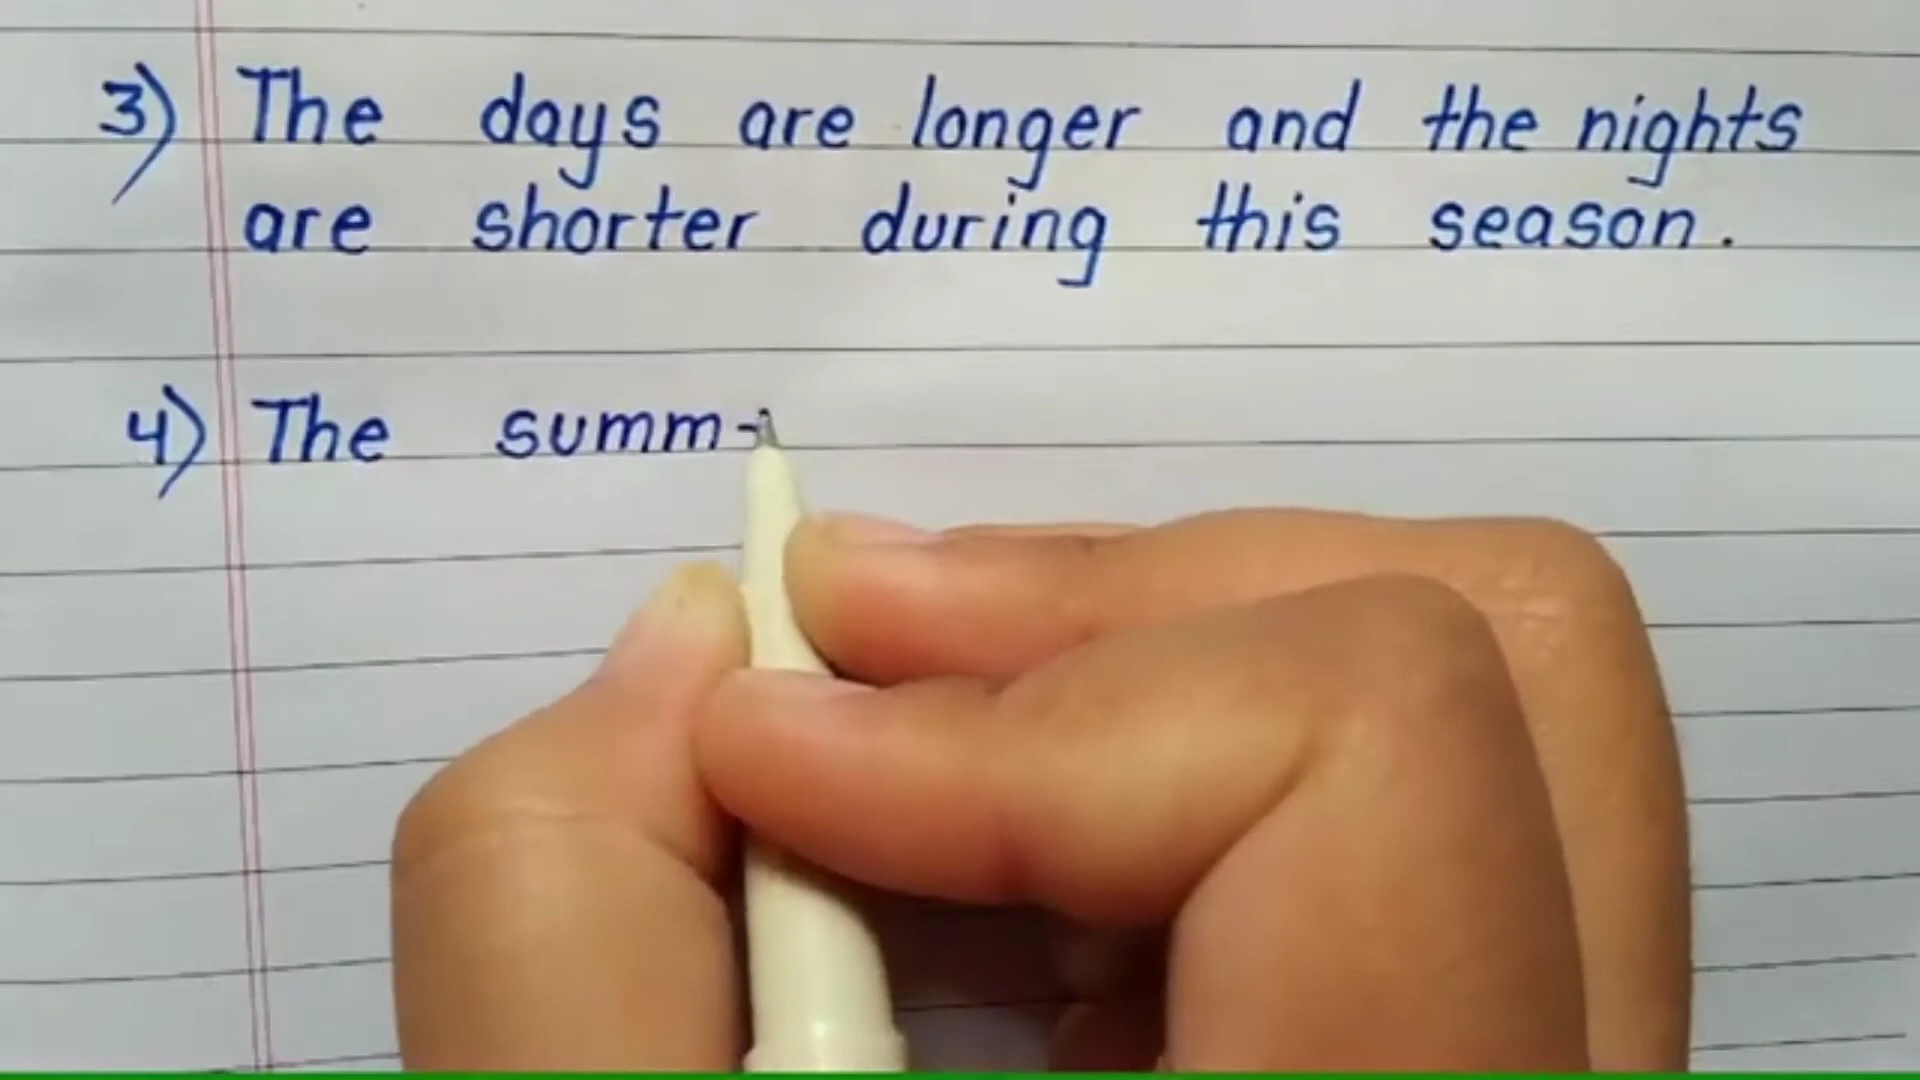 3) The days are longer and the nights
are shorter during this season.
4) The summ